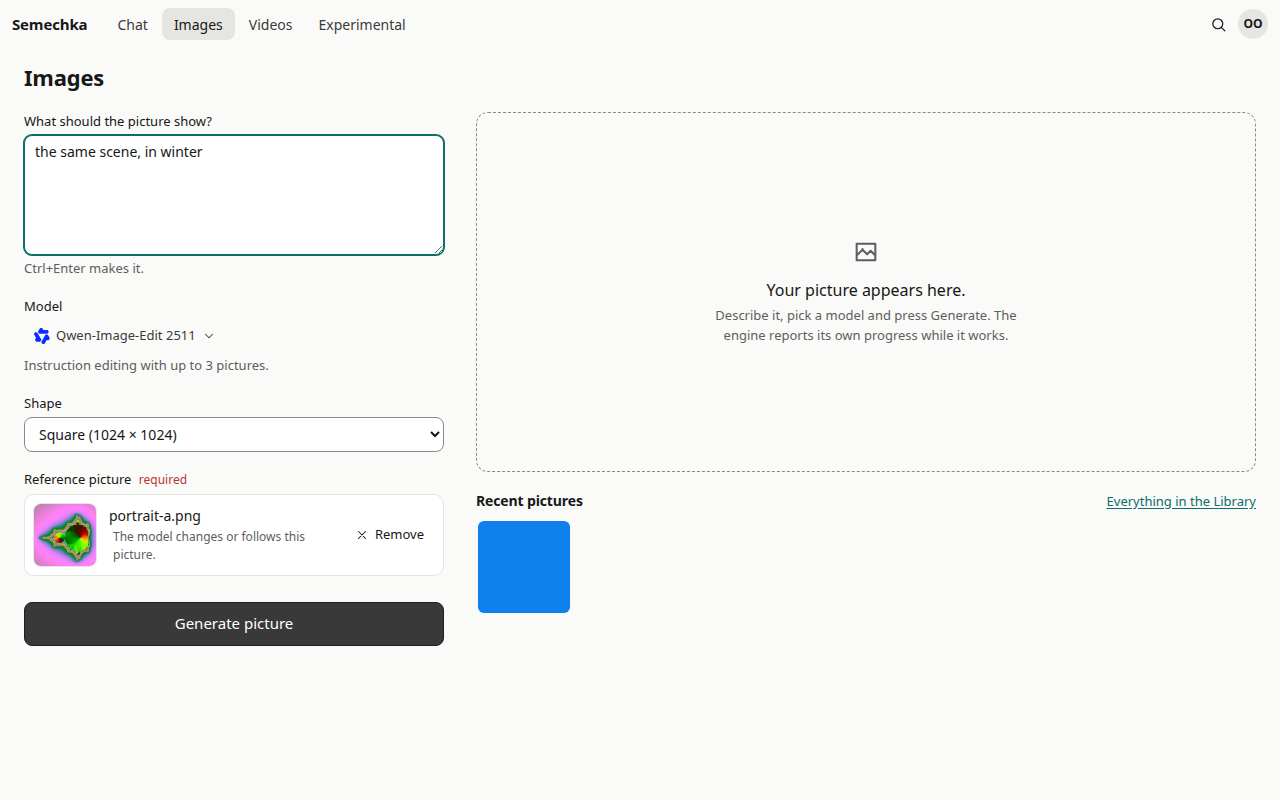 Semechka
Chat
Images
Videos
Experimental
OO
Images
What should the picture show?
the same scene, in winter
Ctrl+Enter makes it.
Model
Qwen-Image-Edit 2511
Instruction editing with up to 3 pictures.
Shape
Square (1024 × 1024)
Reference picture required
portrait-a.png
The model changes or follows this
picture.
Remove
Generate picture
Your picture appears here.
Describe it, pick a model and press Generate. The
engine reports its own progress while it works.
Recent pictures
Everything in the Library